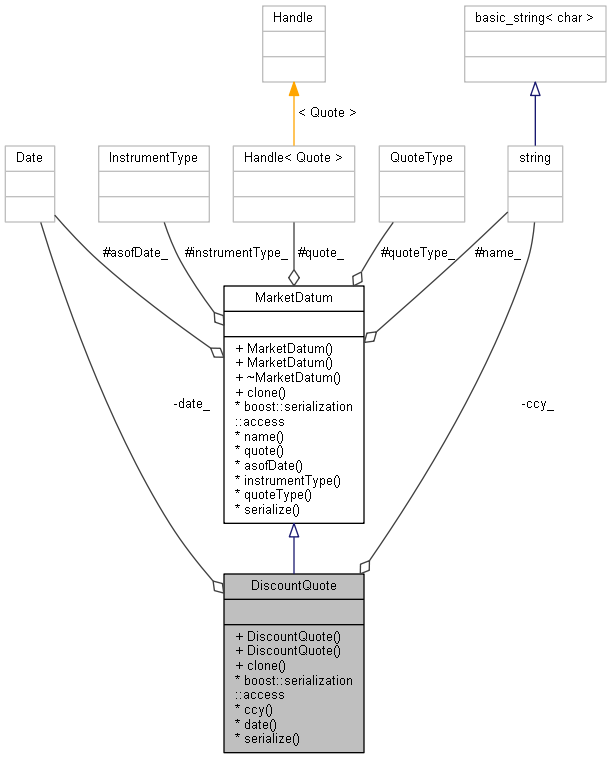 Handle
basic_string< char >
< Quote >
Date
InstrumentType
Handle< Quote >
QuoteType
string
#asofDate_
#instrumentType_
#quote_
#quoteType_
#name_
MarketDatum
+ MarketDatum()
+ MarketDatum()
+ ~MarketDatum()
+ clone()
* boost::serialization
::access
* name()
* quote()
* asofDate()
* instrumentType()
* quoteType()
* serialize()
-date_
-ccy_
DiscountQuote
+ DiscountQuote()
+ DiscountQuote()
+ clone()
* boost::serialization
::access
* ccy()
* date()
* serialize()